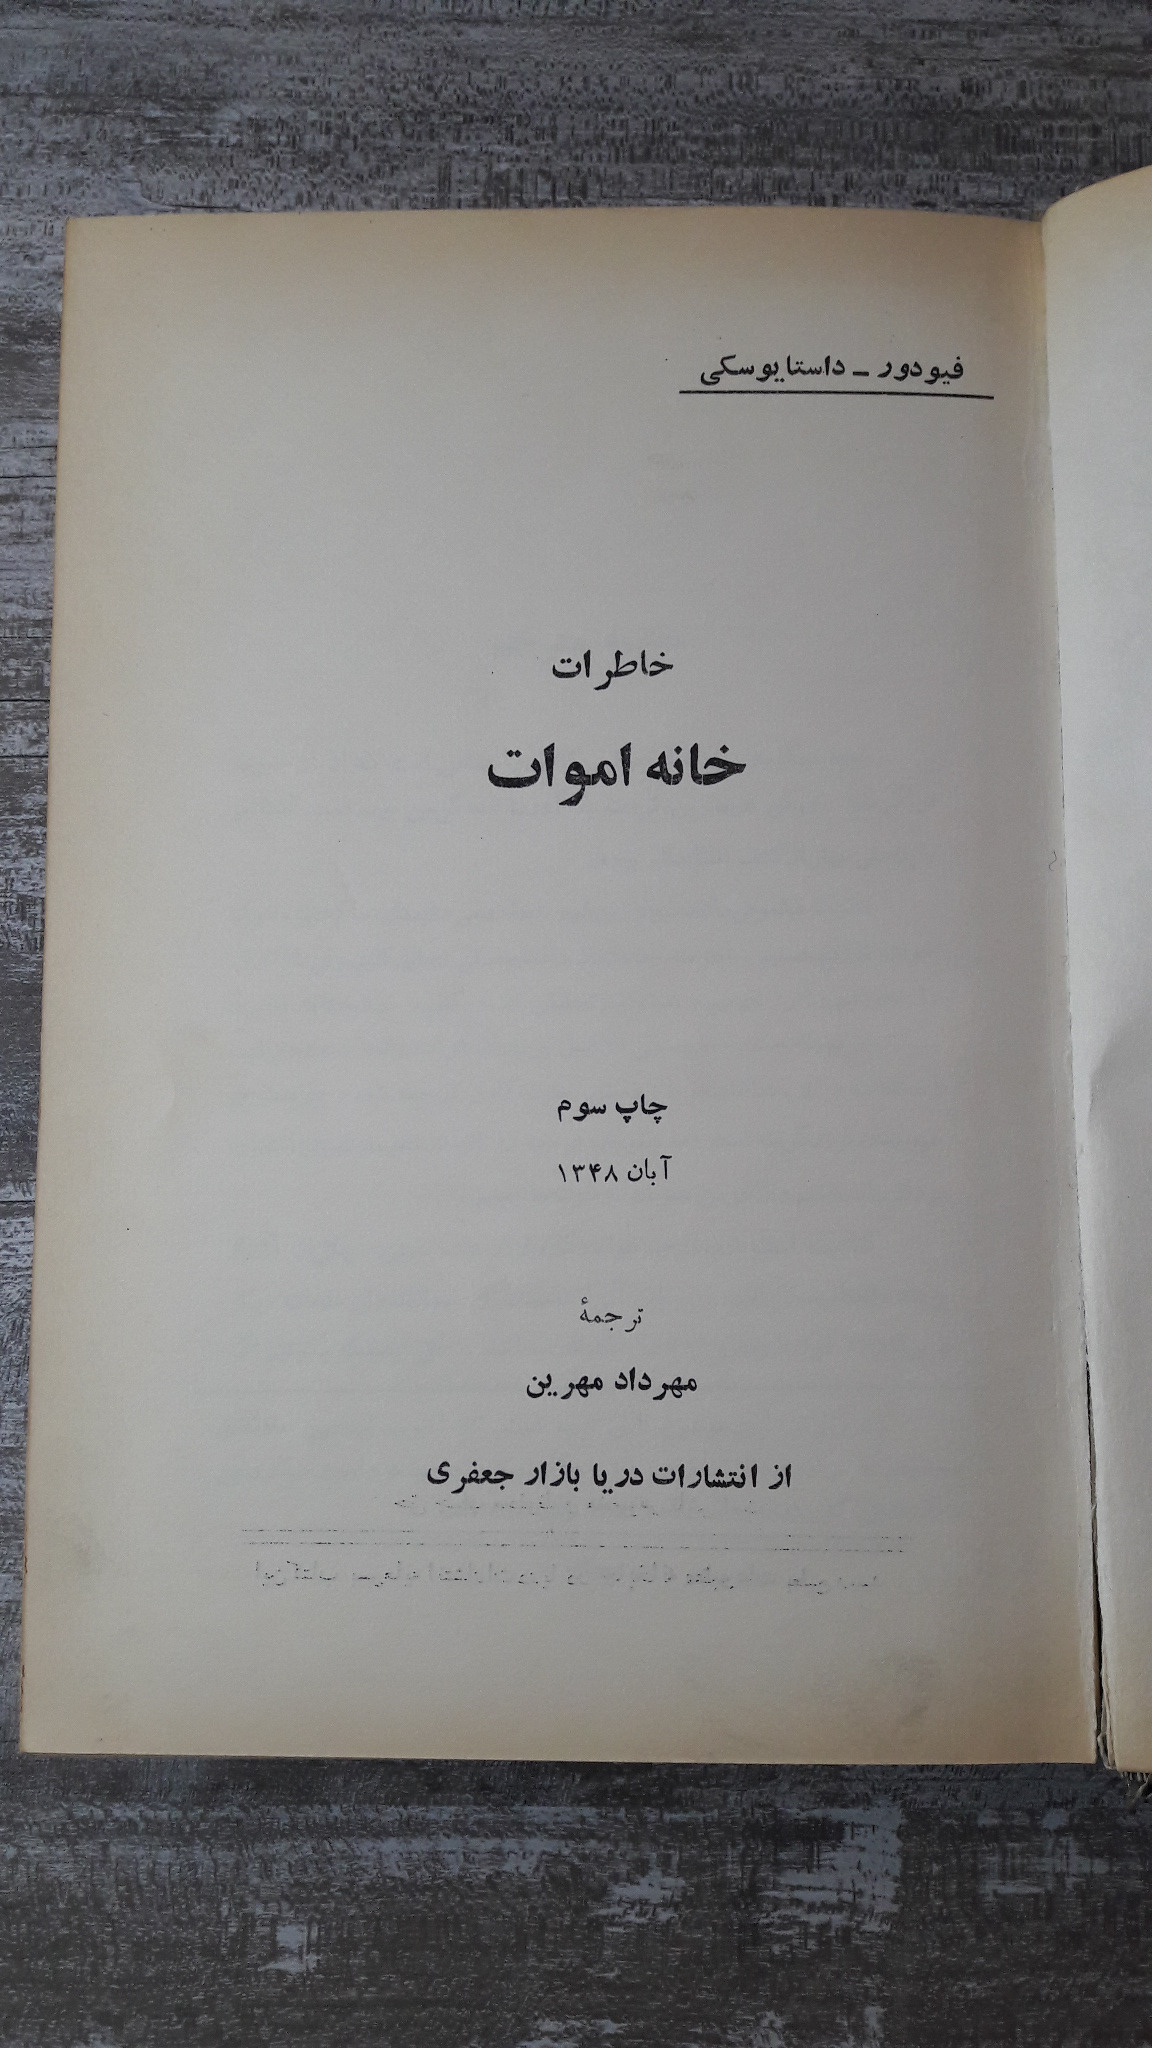 فیودور – داستایوسکی
خاطرات
خانه اموات
چاپ سوم
آبان ۱۳۴۸
ترجمهٔ
مهرداد مهرین
از انتشارات دریا بازار جعفری